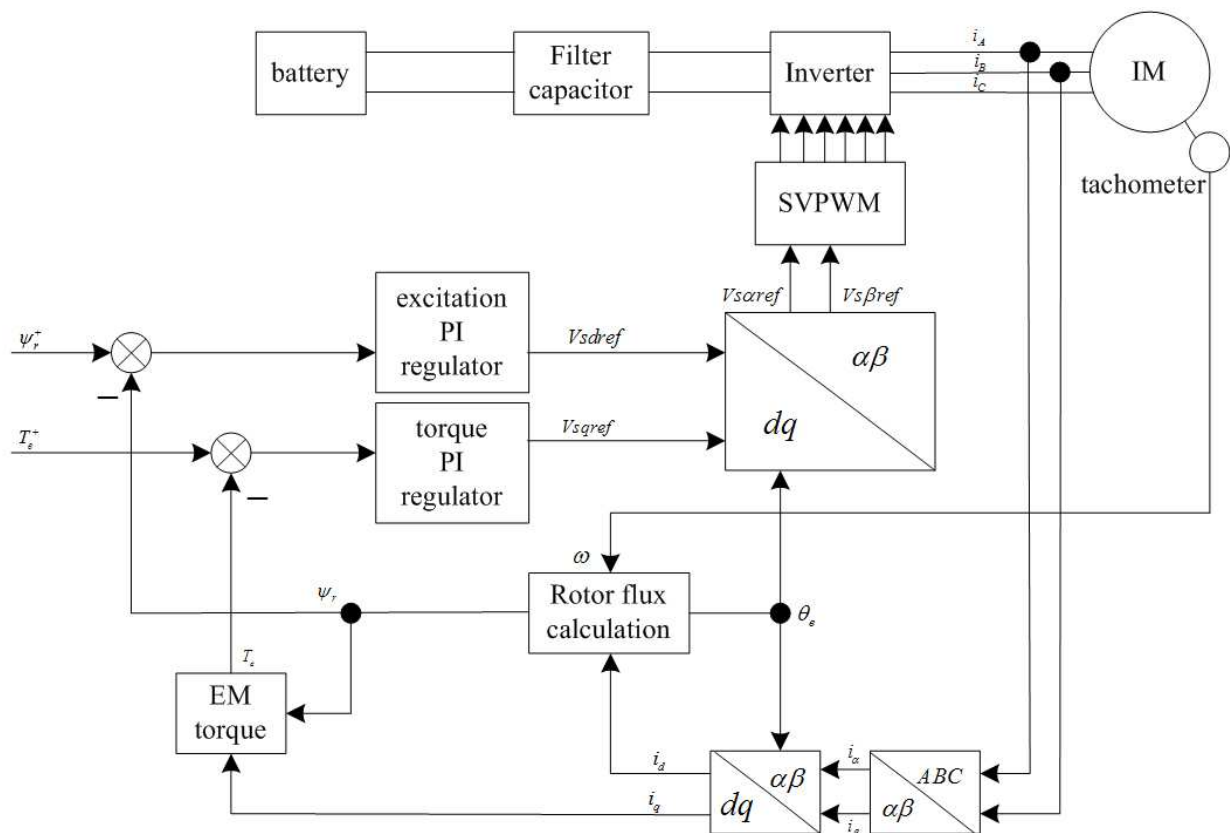 battery
Filter
capacitor
Inverter
i_A
i_B
i_C
IM
tachometer
SVPWM
Vsαref
Vsβref
excitation
PI
regulator
Vsdref
αβ
dq
ψ_r^+
−
T_e^+
torque
PI
regulator
Vsqref
−
ω
Rotor flux
calculation
ψ_r
θ_e
T_e
EM
torque
i_d
i_q
αβ
dq
i_α
ABC
αβ